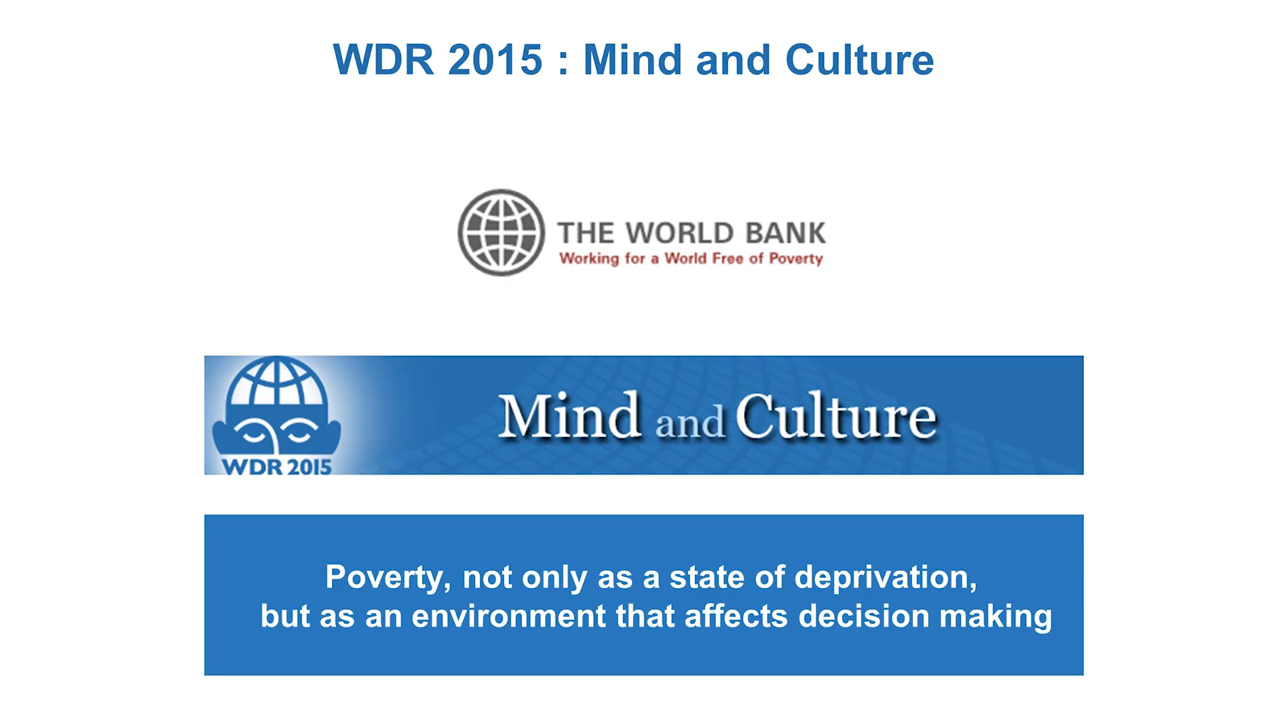 WDR 2015 : Mind and Culture
THE WORLD BANK
Working for a World Free of Poverty
Mind and Culture
WDR 2015
Poverty, not only as a state of deprivation,
but as an environment that affects decision making